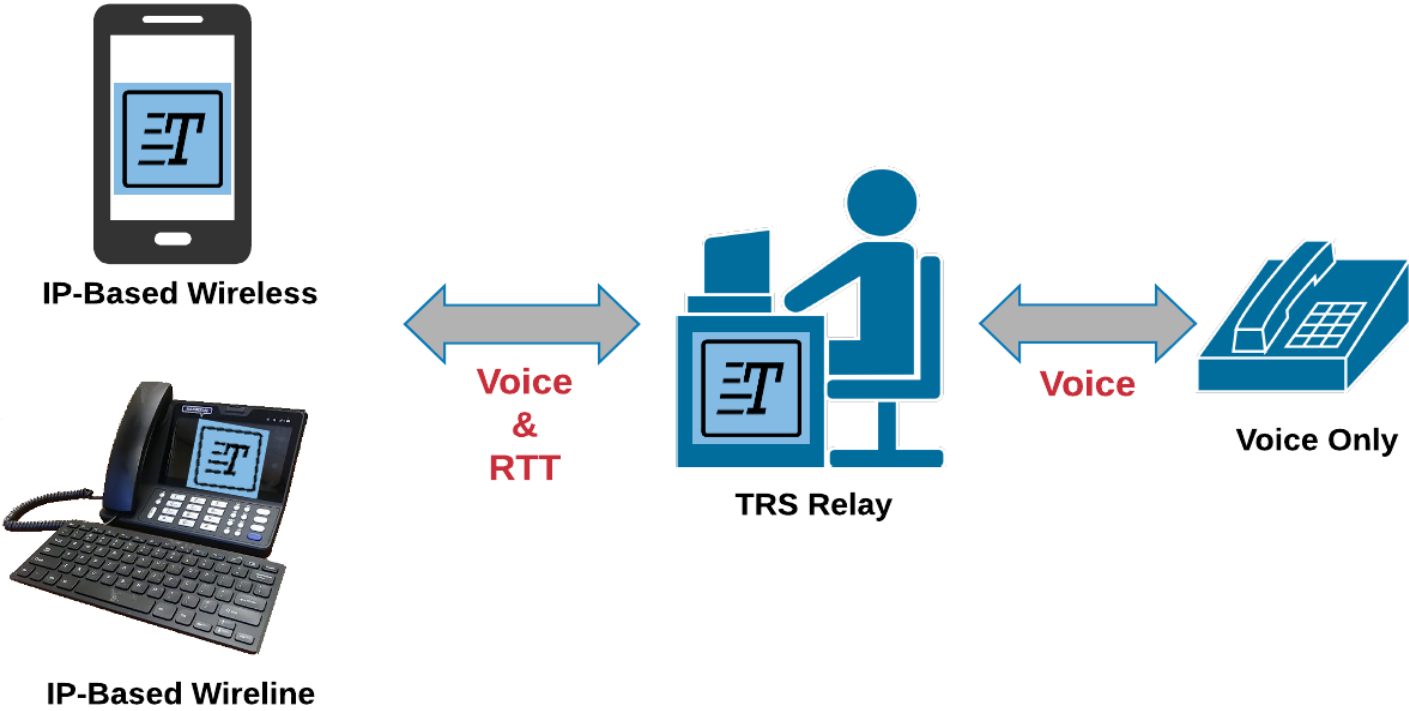 T
IP-Based Wireless
Voice
&
RTT
T
TRS Relay
Voice
Voice Only
T
IP-Based Wireline